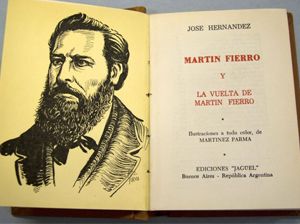 JOSE HERNANDEZ
MARTIN FIERRO
Y
LA VUELTA DE
MARTIN FIERRO
Ilustraciones a todo color, de
MARTINEZ PARMA
EDICIONES "JAGUEL"
Buenos Aires - República Argentina